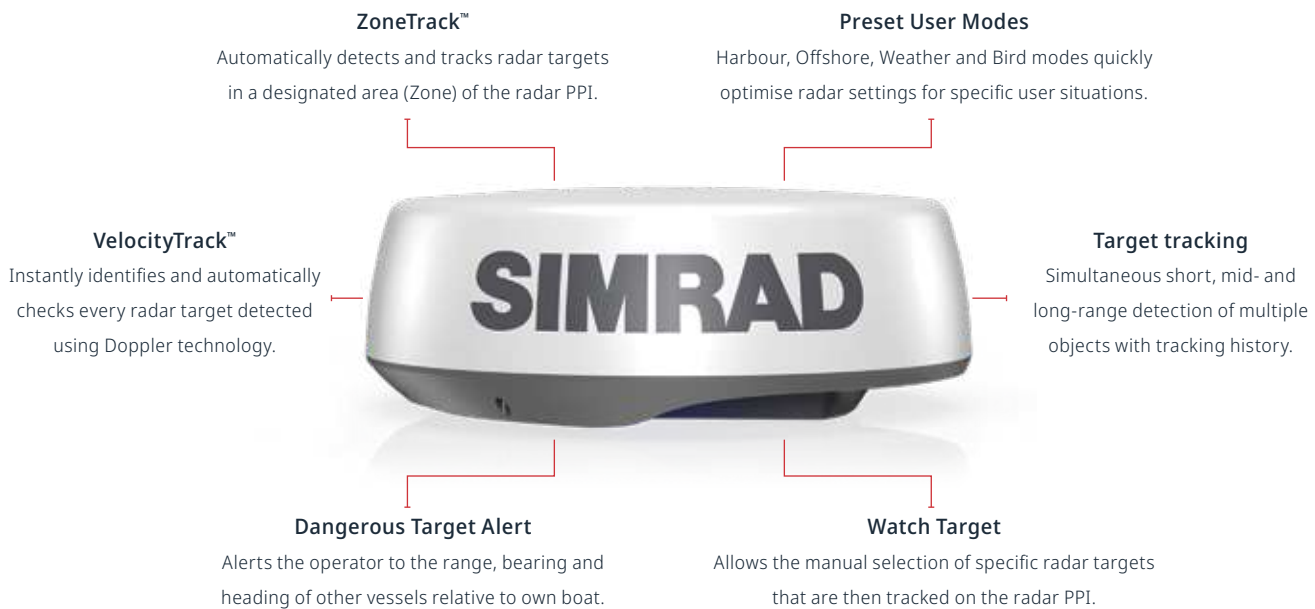 ZoneTrack™
Automatically detects and tracks radar targets
in a designated area (Zone) of the radar PPI.
Preset User Modes
Harbour, Offshore, Weather and Bird modes quickly
optimise radar settings for specific user situations.
VelocityTrack™
Instantly identifies and automatically
checks every radar target detected
using Doppler technology.
SIMRAD
Target tracking
Simultaneous short, mid- and
long-range detection of multiple
objects with tracking history.
Dangerous Target Alert
Alerts the operator to the range, bearing and
heading of other vessels relative to own boat.
Watch Target
Allows the manual selection of specific radar targets
that are then tracked on the radar PPI.